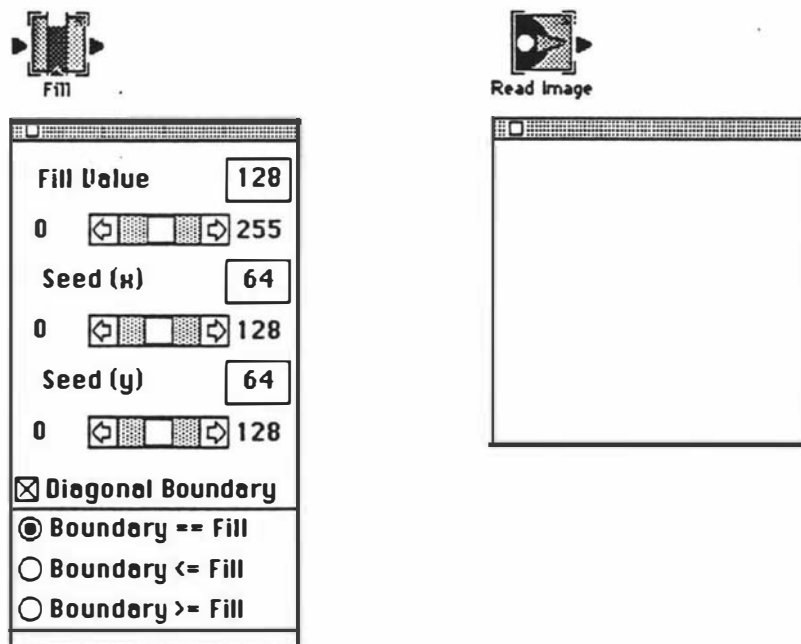 Fill
Read Image
Fill Value 128
0 255
Seed (x) 64
0 128
Seed (y) 64
0 128
Diagonal Boundary
Boundary == Fill
Boundary <= Fill
Boundary >= Fill